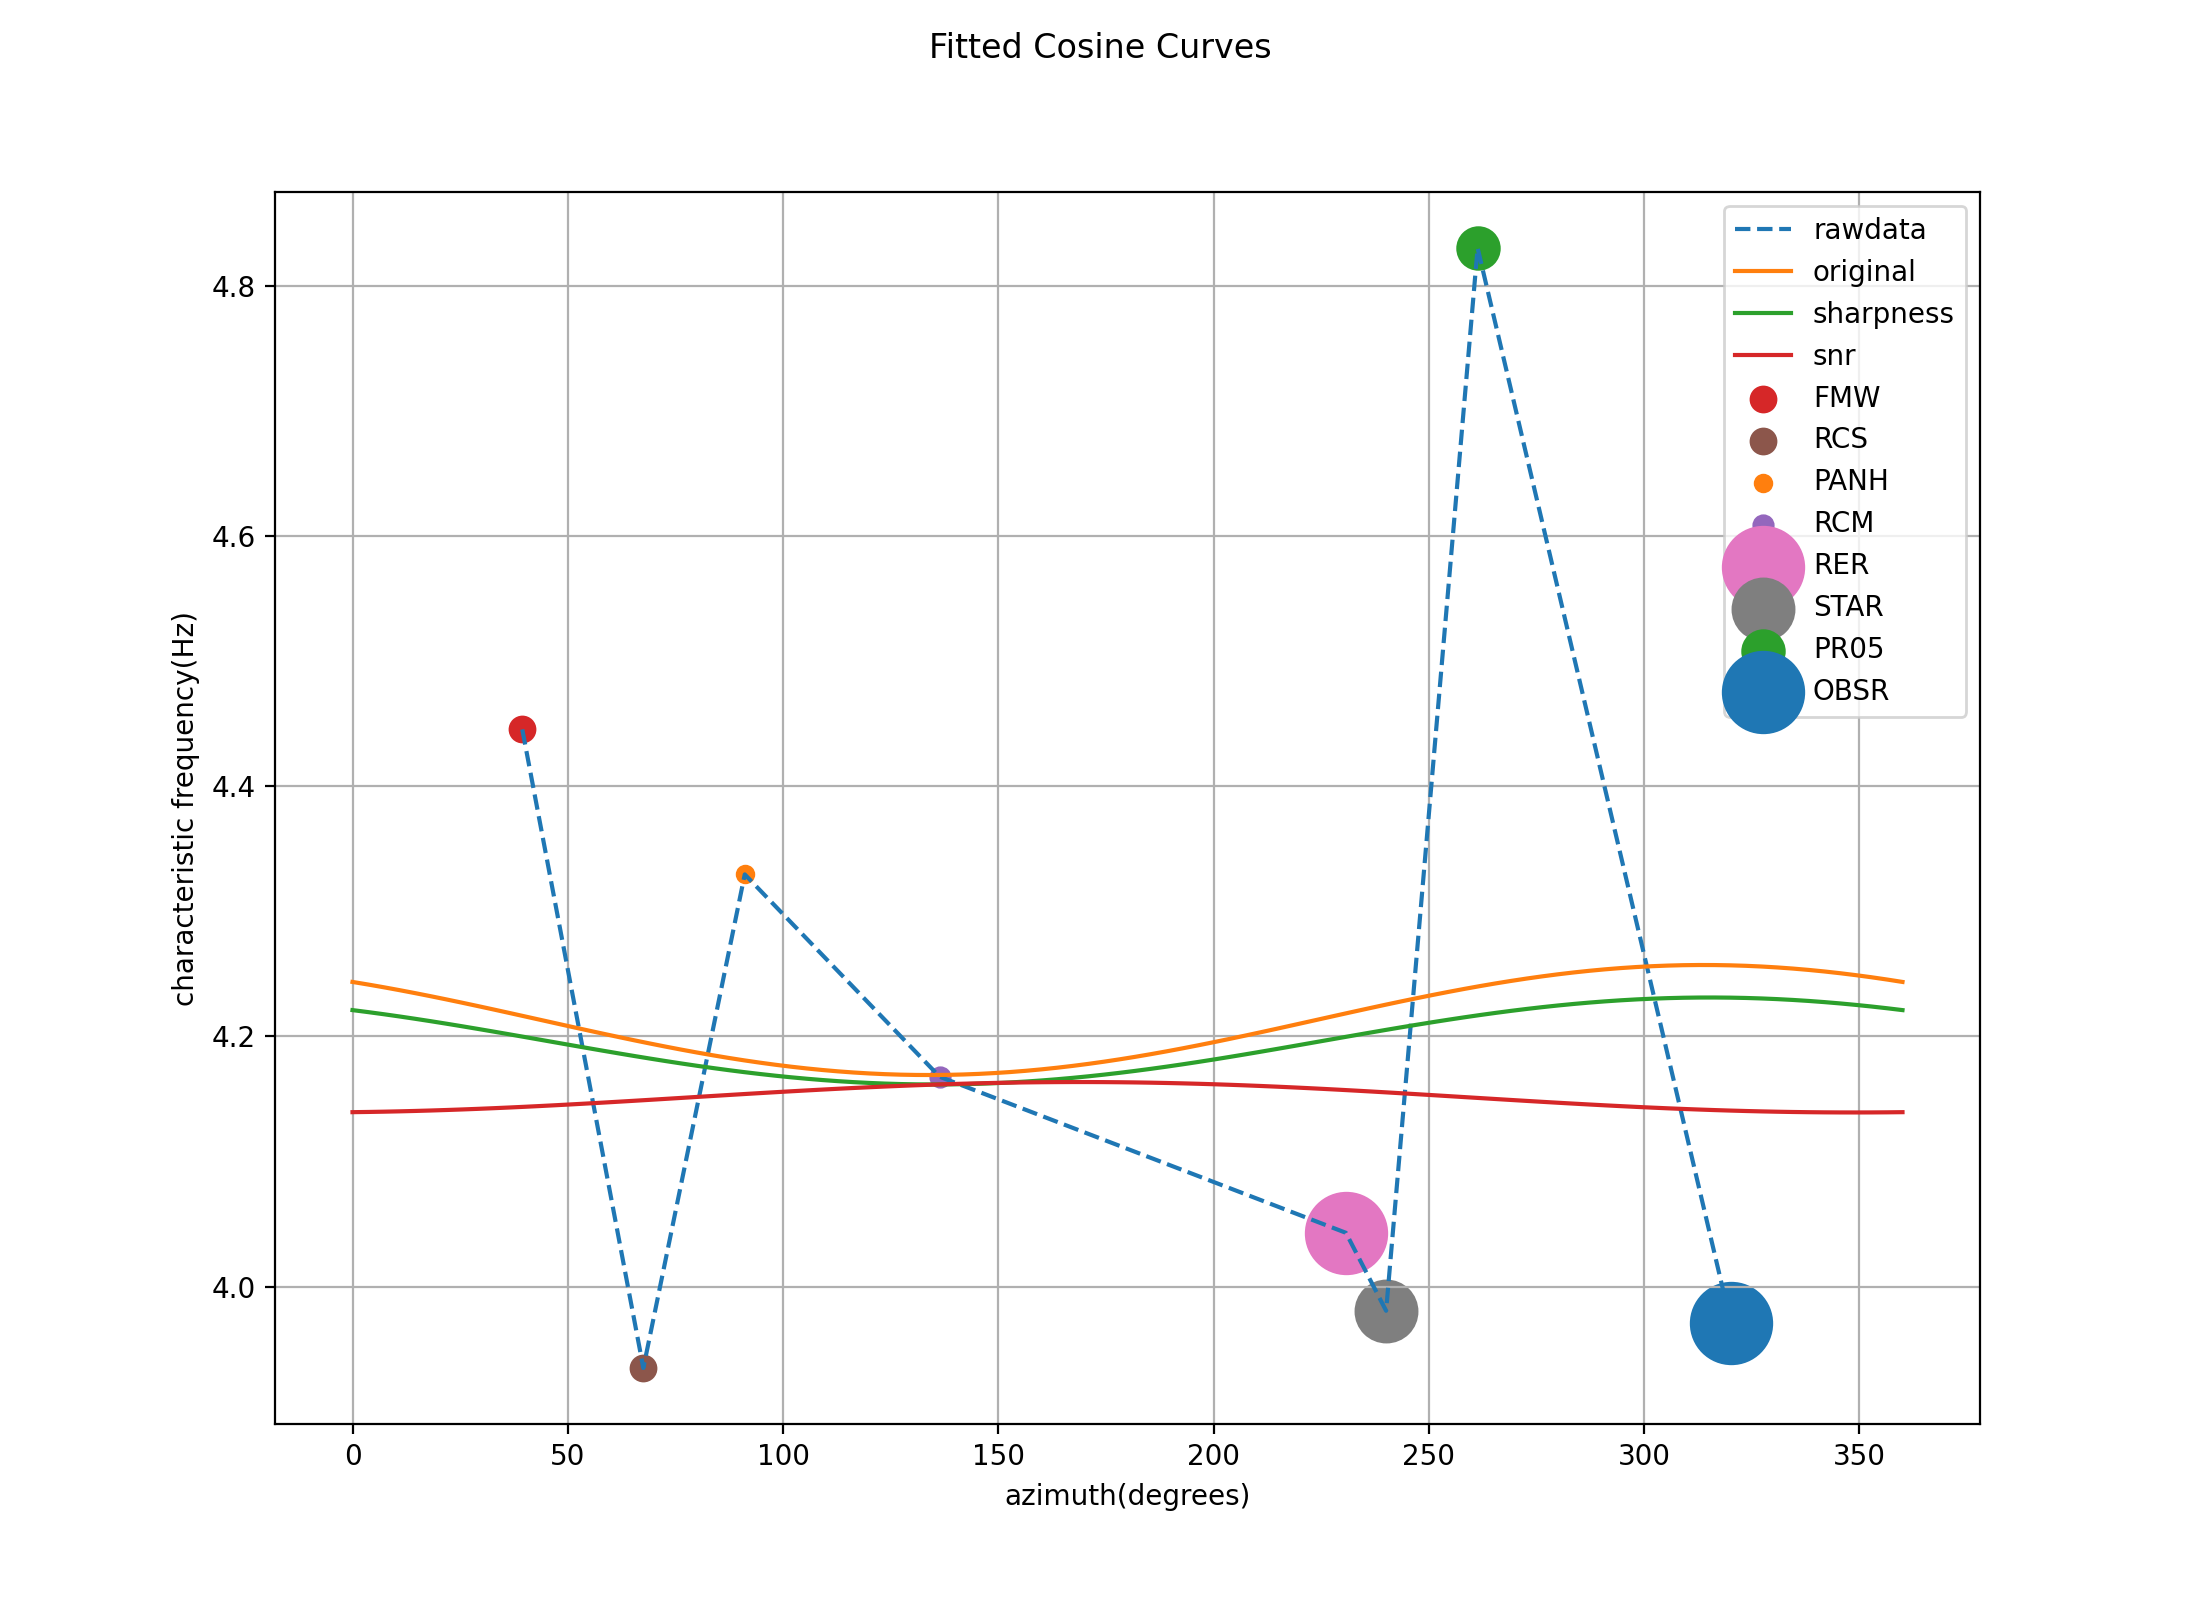 Fitted Cosine Curves
characteristic frequency(Hz)
4.8
4.6
4.4
4.2
4.0
rawdata
original
sharpness
snr
FMW
RCS
PANH
RCM
RER
STAR
PR05
OBSR
0 50 100 150 200 250 300 350
azimuth(degrees)